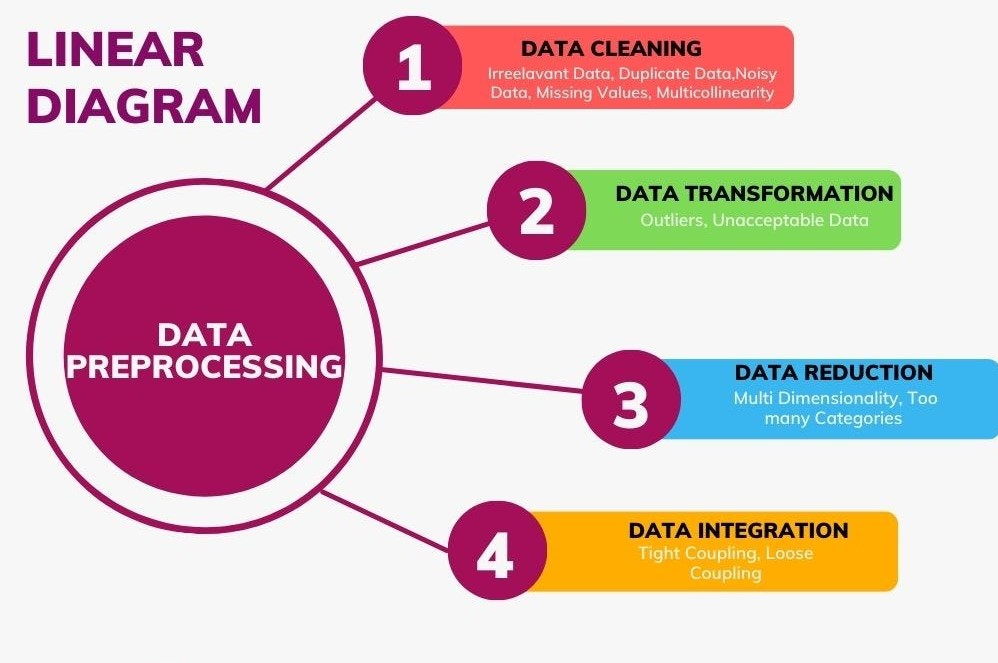 LINEAR
DIAGRAM
DATA
PREPROCESSING
1
DATA CLEANING
Irreelavant Data, Duplicate Data,Noisy
Data, Missing Values, Multicollinearity
2
DATA TRANSFORMATION
Outliers, Unacceptable Data
3
DATA REDUCTION
Multi Dimensionality, Too
many Categories
4
DATA INTEGRATION
Tight Coupling, Loose
Coupling